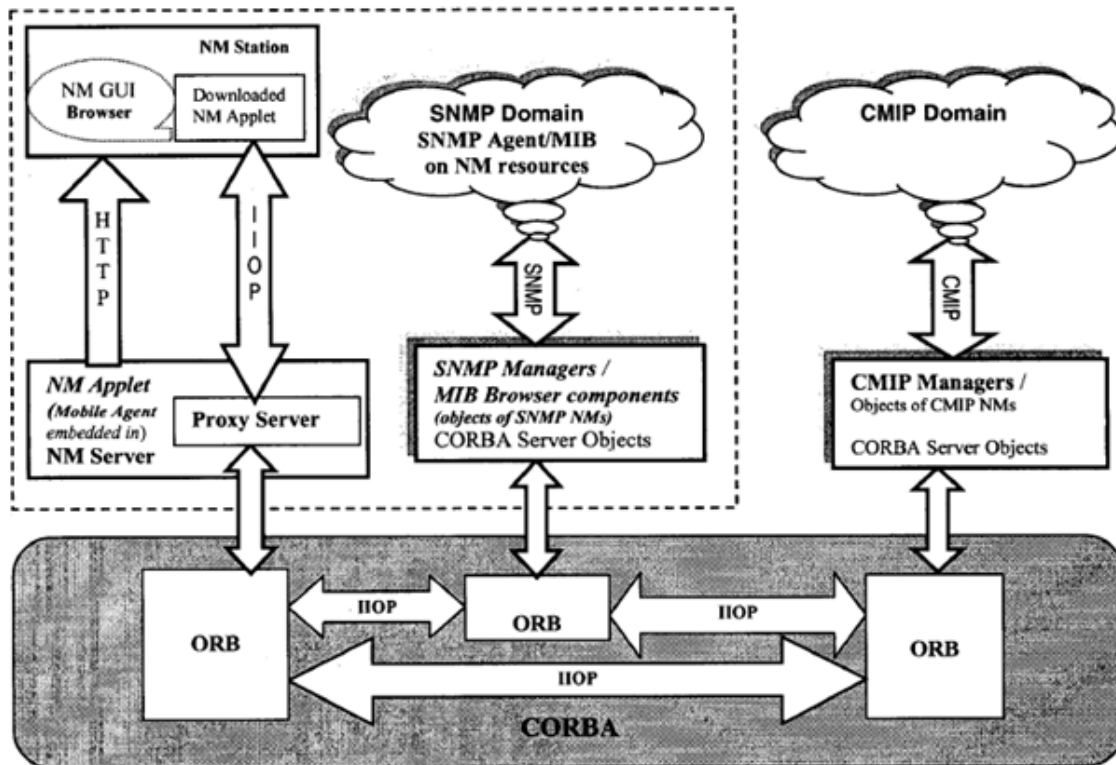 NM Station
NM GUI
Browser
Downloaded
NM Applet
HTTP
IIOP
NM Applet
(Mobile Agent
embedded in)
NM Server
Proxy Server
SNMP Domain
SNMP Agent/MIB
on NM resources
SNMP
SNMP Managers /
MIB Browser components
(objects of SNMP NMs)
CORBA Server Objects
CMIP Domain
CMIP
CMIP Managers /
Objects of CMIP NMs
CORBA Server Objects
ORB
IIOP
ORB
IIOP
ORB
IIOP
CORBA